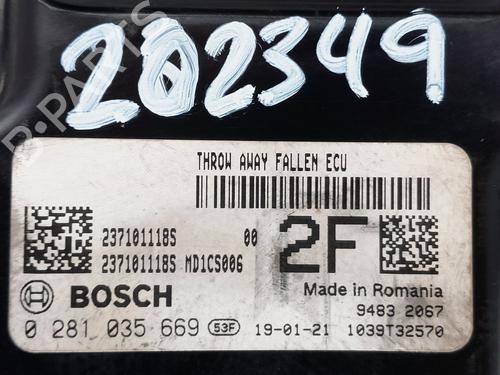 202349
THROW AWAY FALLEN ECU
237101118S 00
237101118S MD1CS006
2F
BOSCH
Made in Romania
9483 2067
0 281 035 669 53F 19-01-21 1039T32570
B-PARTS